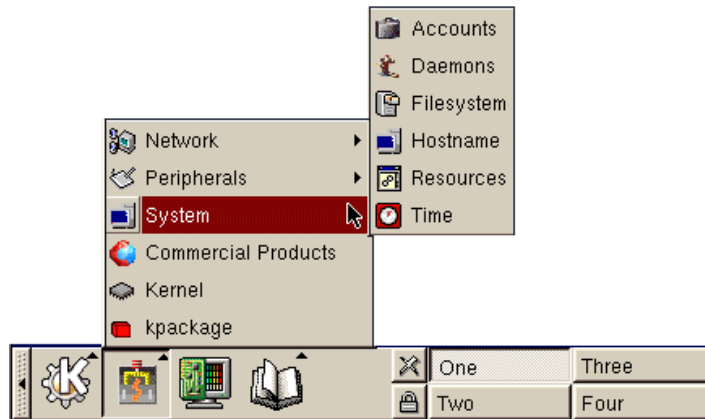 Accounts
Daemons
Filesystem
Hostname
Resources
Time
Network
Peripherals
System
Commercial Products
Kernel
kpackage
K
One
Three
Two
Four